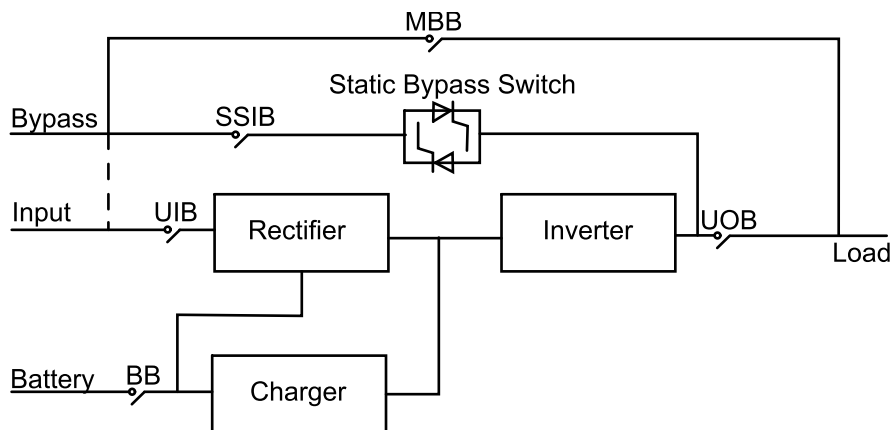 MBB
Static Bypass Switch
Bypass
SSIB
Input
UIB
Rectifier
Inverter
UOB
Load
Battery
BB
Charger